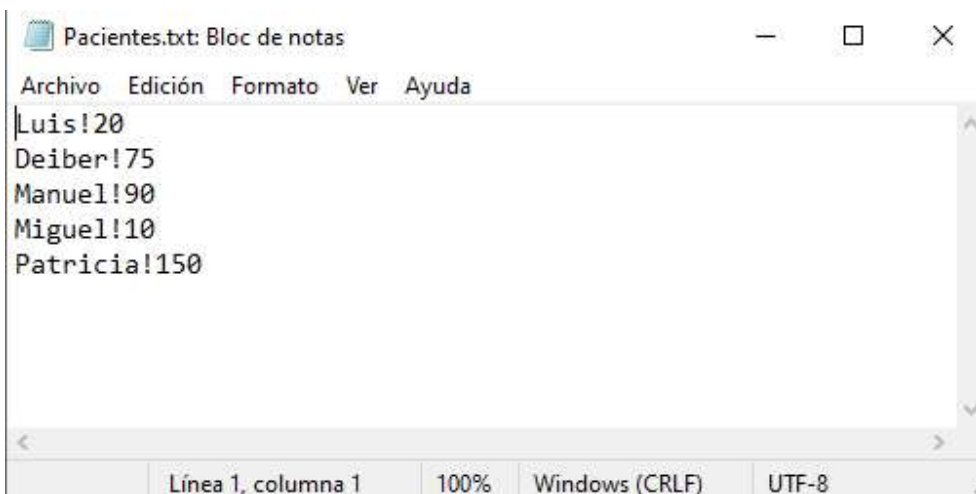 Pacientes.txt: Bloc de notas
Archivo Edición Formato Ver Ayuda
Luis!20
Deiber!75
Manuel!90
Miguel!10
Patricia!150
Línea 1, columna 1 100% Windows (CRLF) UTF-8